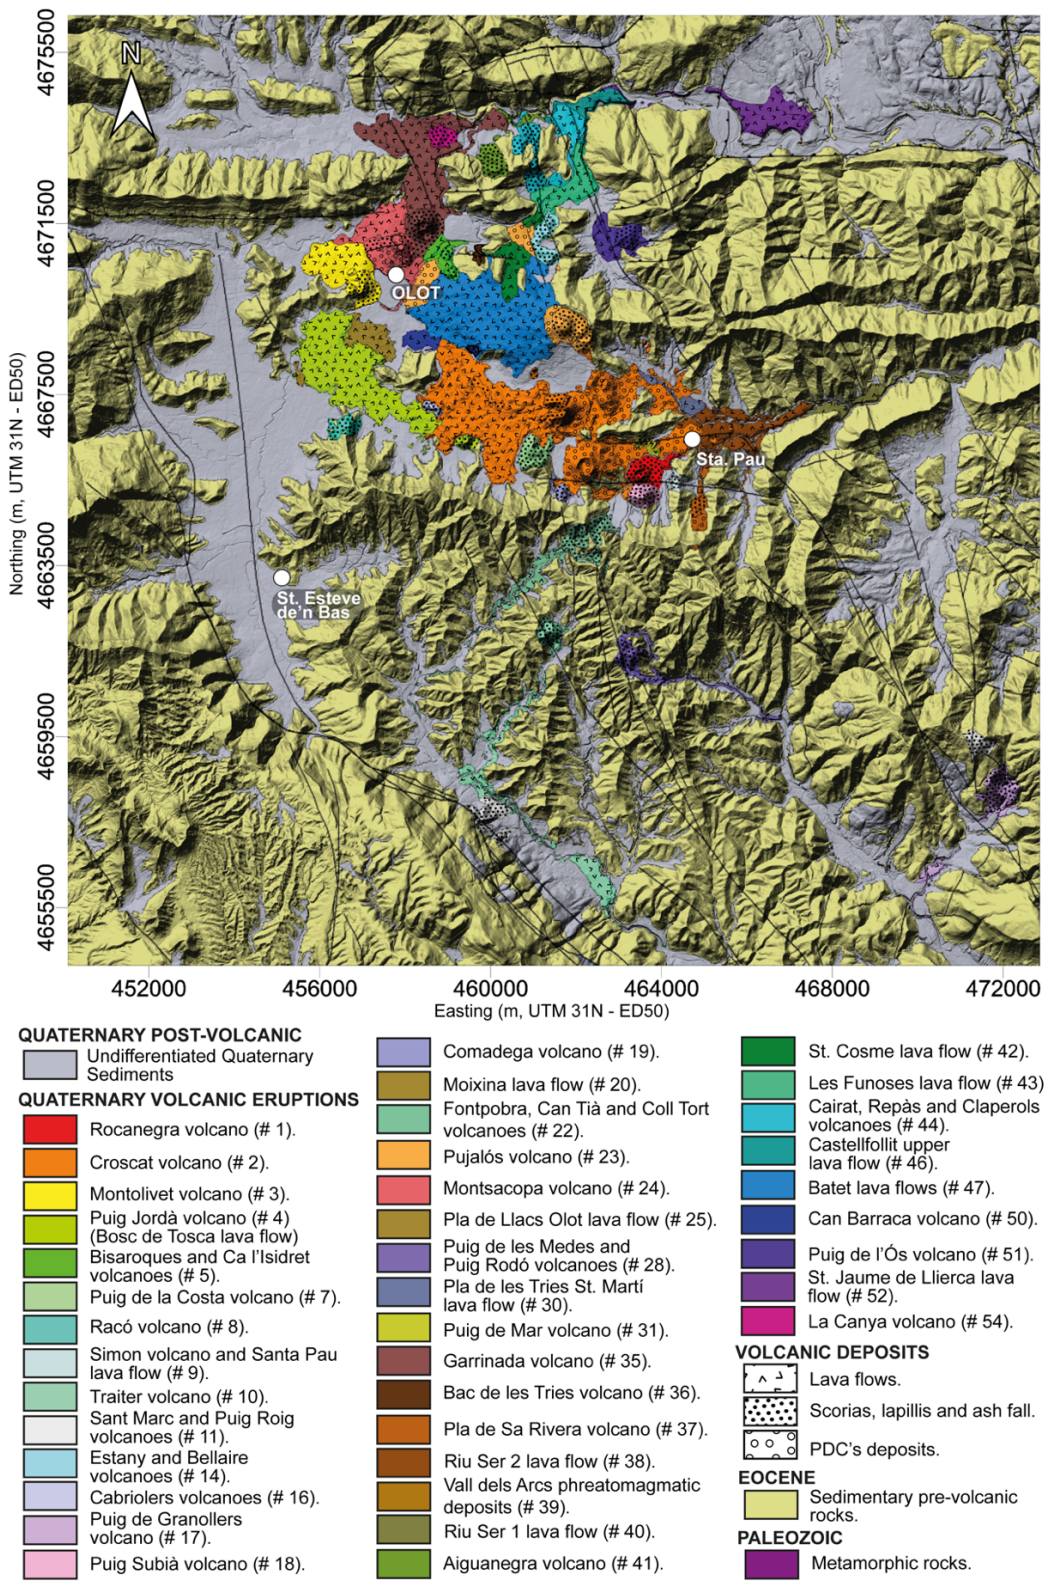 N
4675500
4671500
4667500
4663500
4659500
4655500
Northing (m, UTM 31N - ED50)
OLOT
Sta. Pau
St. Esteve
de'n Bas
452000
456000
460000
464000
468000
472000
Easting (m, UTM 31N - ED50)
QUATERNARY POST-VOLCANIC
Undifferentiated Quaternary
Sediments
QUATERNARY VOLCANIC ERUPTIONS
Rocanegra volcano (# 1).
Croscat volcano (# 2).
Montolivet volcano (# 3).
Puig Jordà volcano (# 4)
(Bosc de Tosca lava flow)
Bisaroques and Ca l'Isidret
volcanoes (# 5).
Puig de la Costa volcano (# 7).
Racó volcano (# 8).
Simon volcano and Santa Pau
lava flow (# 9).
Traiter volcano (# 10).
Sant Marc and Puig Roig
volcanoes (# 11).
Estany and Bellaire
volcanoes (# 14).
Cabriolers volcanoes (# 16).
Puig de Granollers
volcano (# 17).
Puig Subià volcano (# 18).
Comadega volcano (# 19).
Moixina lava flow (# 20).
Fontpobra, Can Tià and Coll Tort
volcanoes (# 22).
Pujalós volcano (# 23).
Montsacopa volcano (# 24).
Pla de Llacs Olot lava flow (# 25).
Puig de les Medes and
Puig Rodó volcanoes (# 28).
Pla de les Tries St. Martí
lava flow (# 30).
Puig de Mar volcano (# 31).
Garrinada volcano (# 35).
Bac de les Tries volcano (# 36).
Pla de Sa Rivera volcano (# 37).
Riu Ser 2 lava flow (# 38).
Vall dels Arcs phreatomagmatic
deposits (# 39).
Riu Ser 1 lava flow (# 40).
Aiguanegra volcano (# 41).
St. Cosme lava flow (# 42).
Les Funoses lava flow (# 43)
Cairat, Repàs and Claperols
volcanoes (# 44).
Castellfollit upper
lava flow (# 46).
Batet lava flows (# 47).
Can Barraca volcano (# 50).
Puig de l'Ós volcano (# 51).
St. Jaume de Llierca lava
flow (# 52).
La Canya volcano (# 54).
VOLCANIC DEPOSITS
Lava flows.
Scorias, lapillis and ash fall.
PDC's deposits.
EOCENE
Sedimentary pre-volcanic
rocks.
PALEOZOIC
Metamorphic rocks.